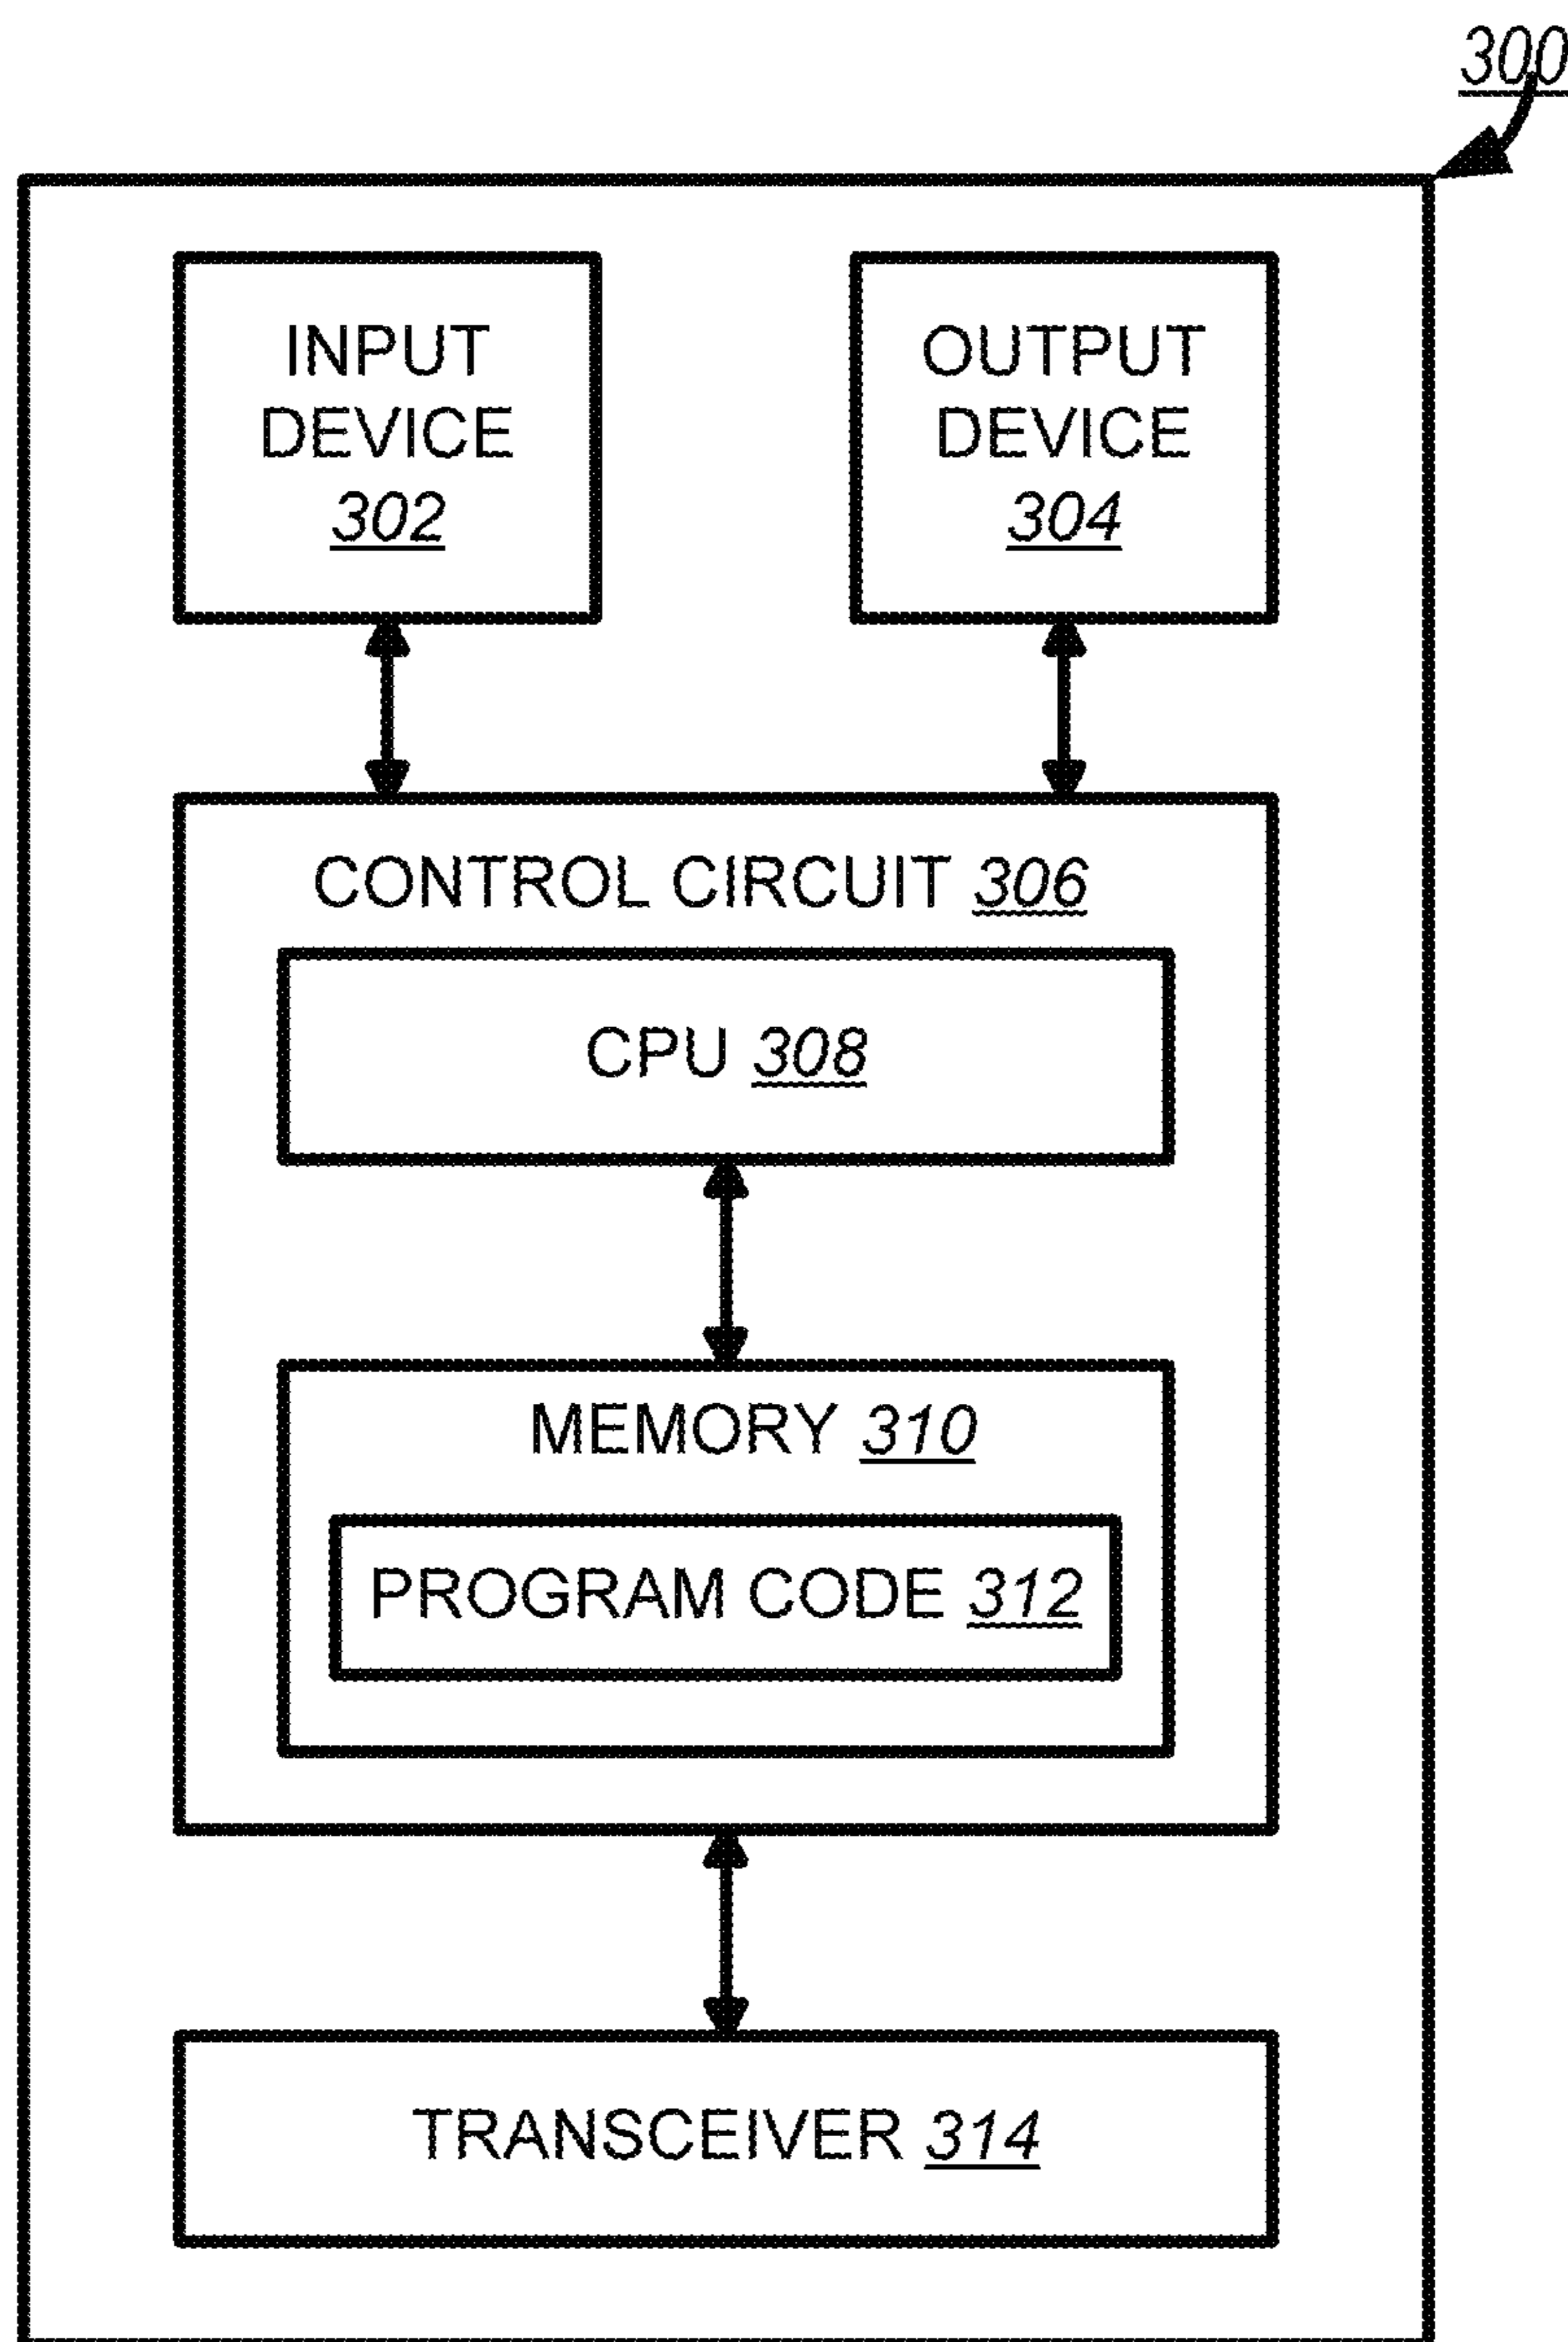 300
INPUT
DEVICE
302
OUTPUT
DEVICE
304
CONTROL CIRCUIT 306
CPU 308
MEMORY 310
PROGRAM CODE 312
TRANSCEIVER 314